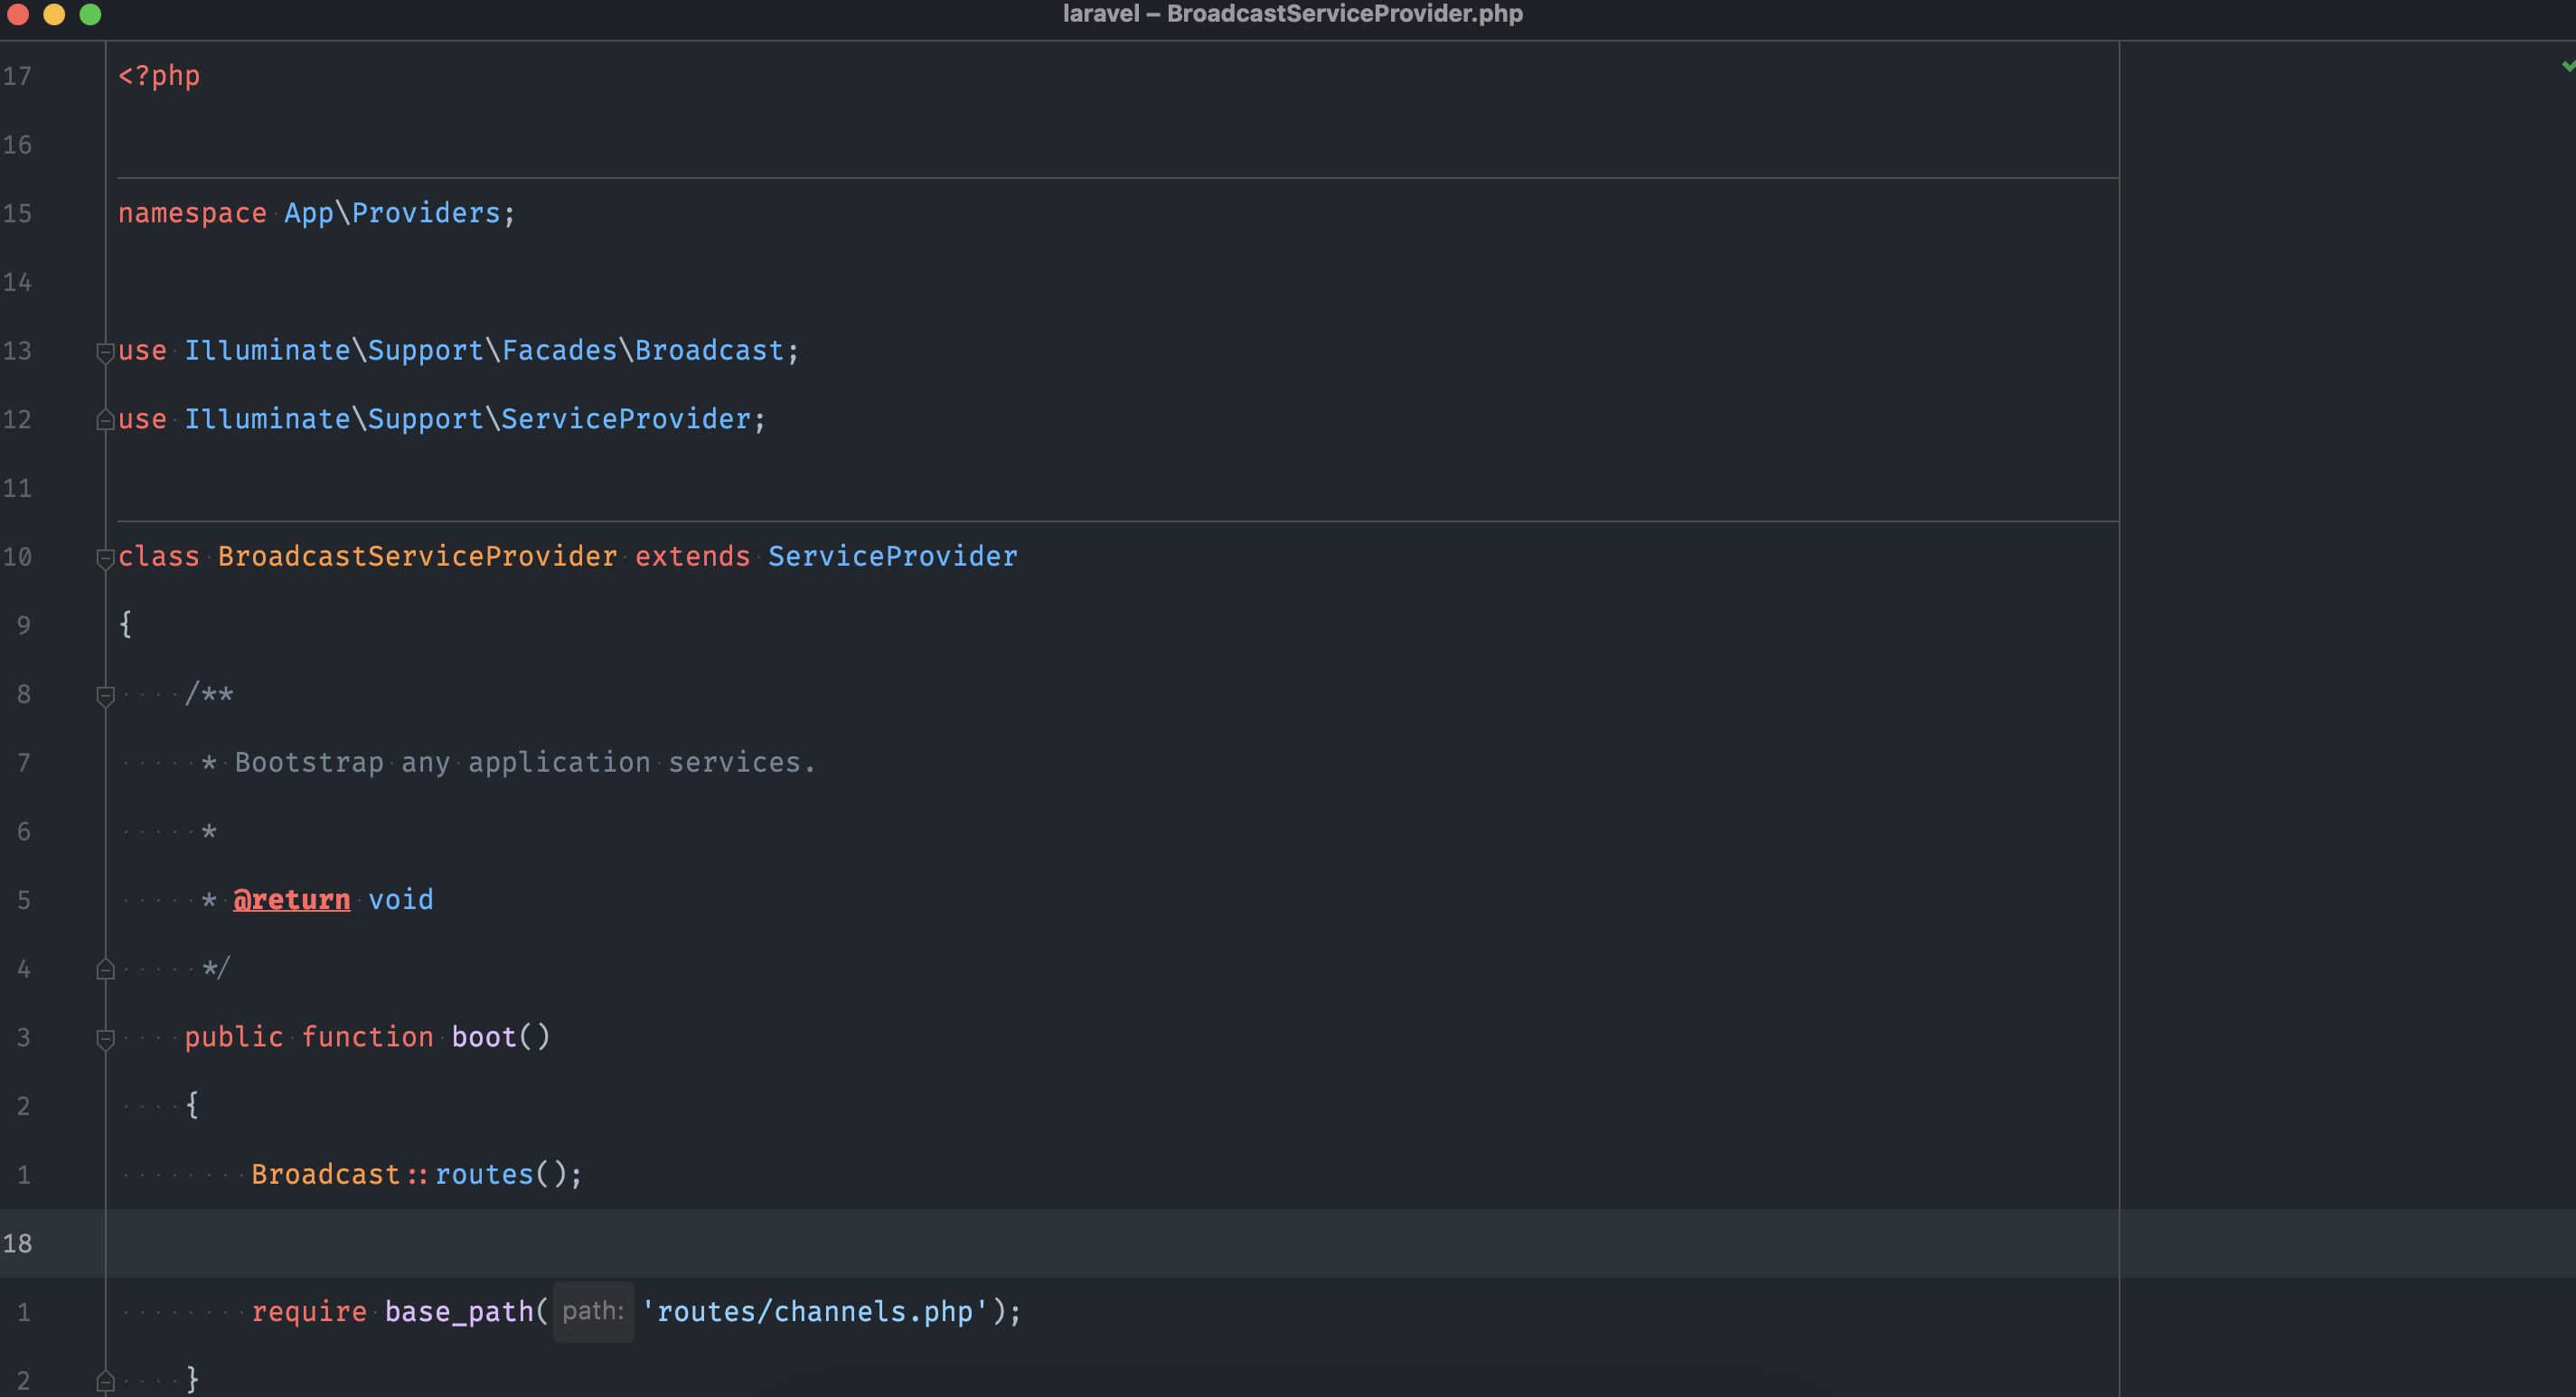 laravel – BroadcastServiceProvider.php
17 <?php
16
15 namespace App\Providers;
14
13 use Illuminate\Support\Facades\Broadcast;
12 use Illuminate\Support\ServiceProvider;
11
10 class BroadcastServiceProvider extends ServiceProvider
9 {
8     /**
7      * Bootstrap any application services.
6      *
5      * @return void
4      */
3     public function boot()
2     {
1         Broadcast::routes();
18
1         require base_path( path: 'routes/channels.php');
2     }